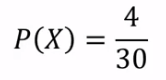 P(X) = 4/30